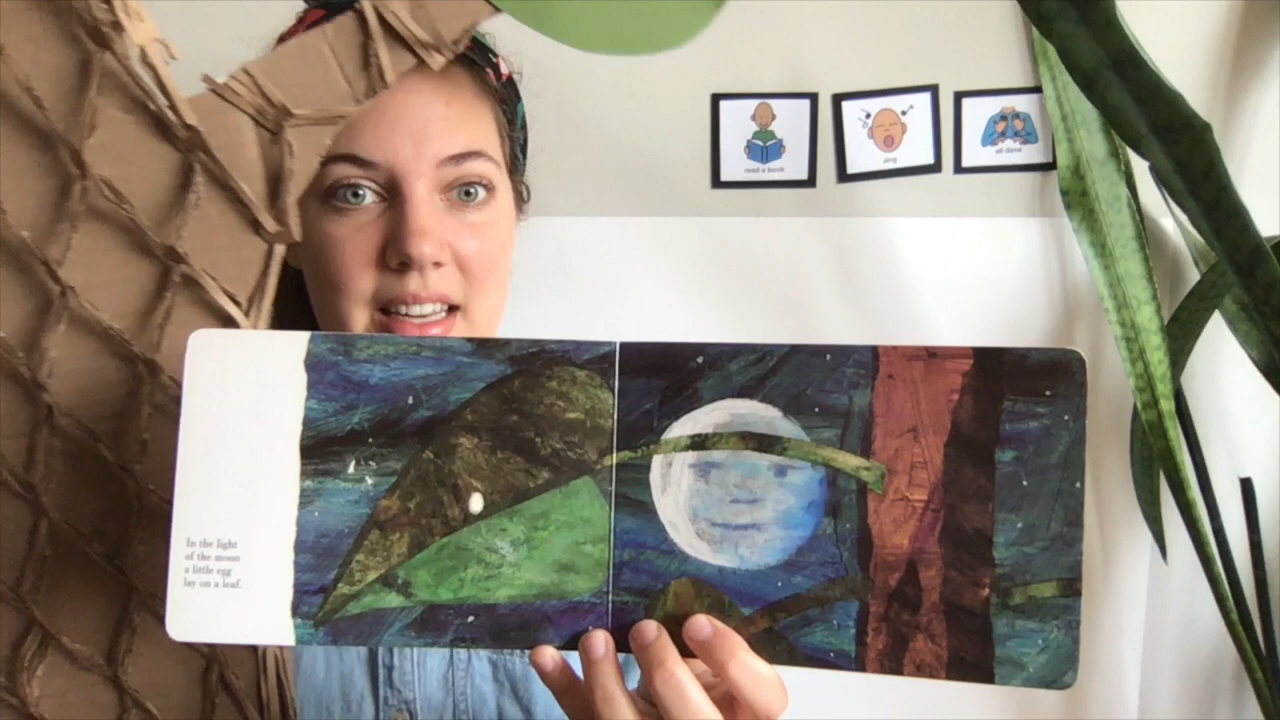 read a book
sing
all done
In the light
of the moon
a little egg
lay on a leaf.